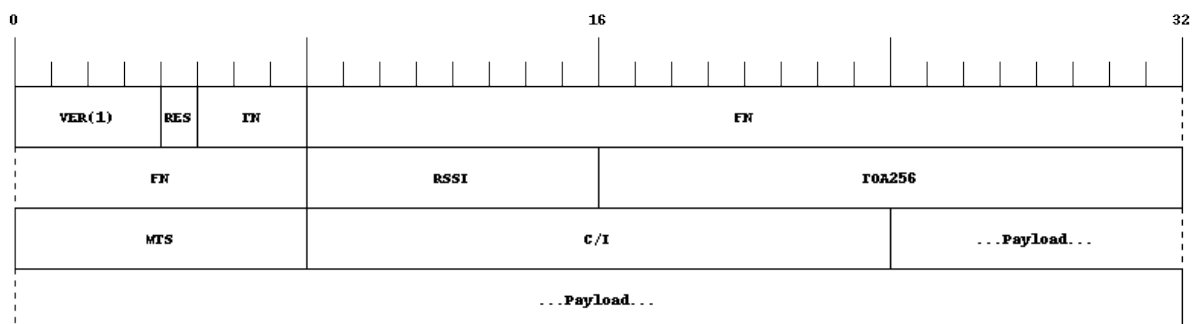 0 16 32
VER(1) RES TN FN
FN RSSI TOA256
MTS C/I ...Payload...
...Payload...